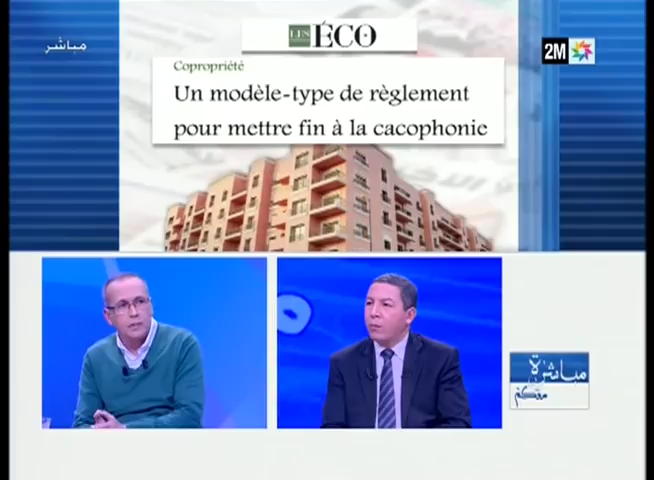 مباشر
LES ÉCO
2M
Copropriété
Un modèle-type de règlement
pour mettre fin à la cacophonie
مباشرة
معكم